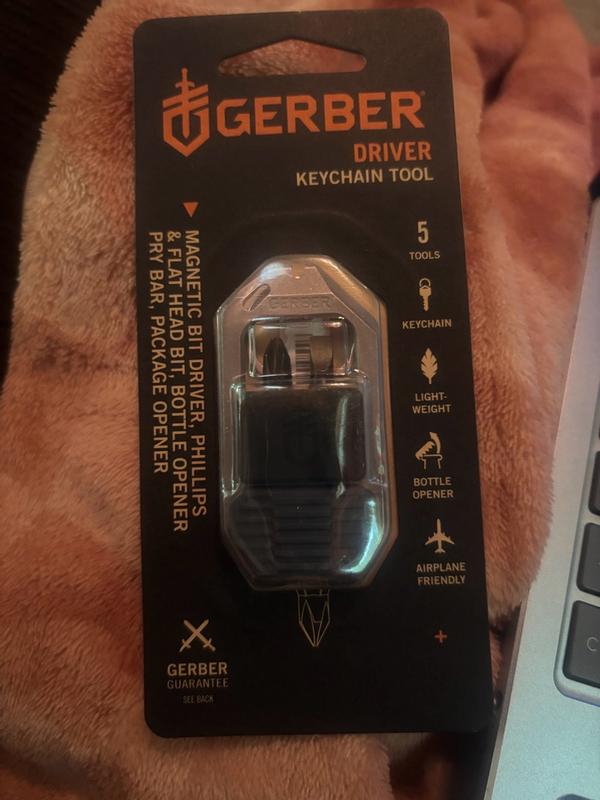 GERBER
DRIVER
KEYCHAIN TOOL
MAGNETIC BIT DRIVER, PHILLIPS
& FLAT HEAD BIT, BOTTLE OPENER
PRY BAR, PACKAGE OPENER
GERBER
5
TOOLS
KEYCHAIN
LIGHT-
WEIGHT
BOTTLE
OPENER
AIRPLANE
FRIENDLY
GERBER
GUARANTEE
SEE BACK
C